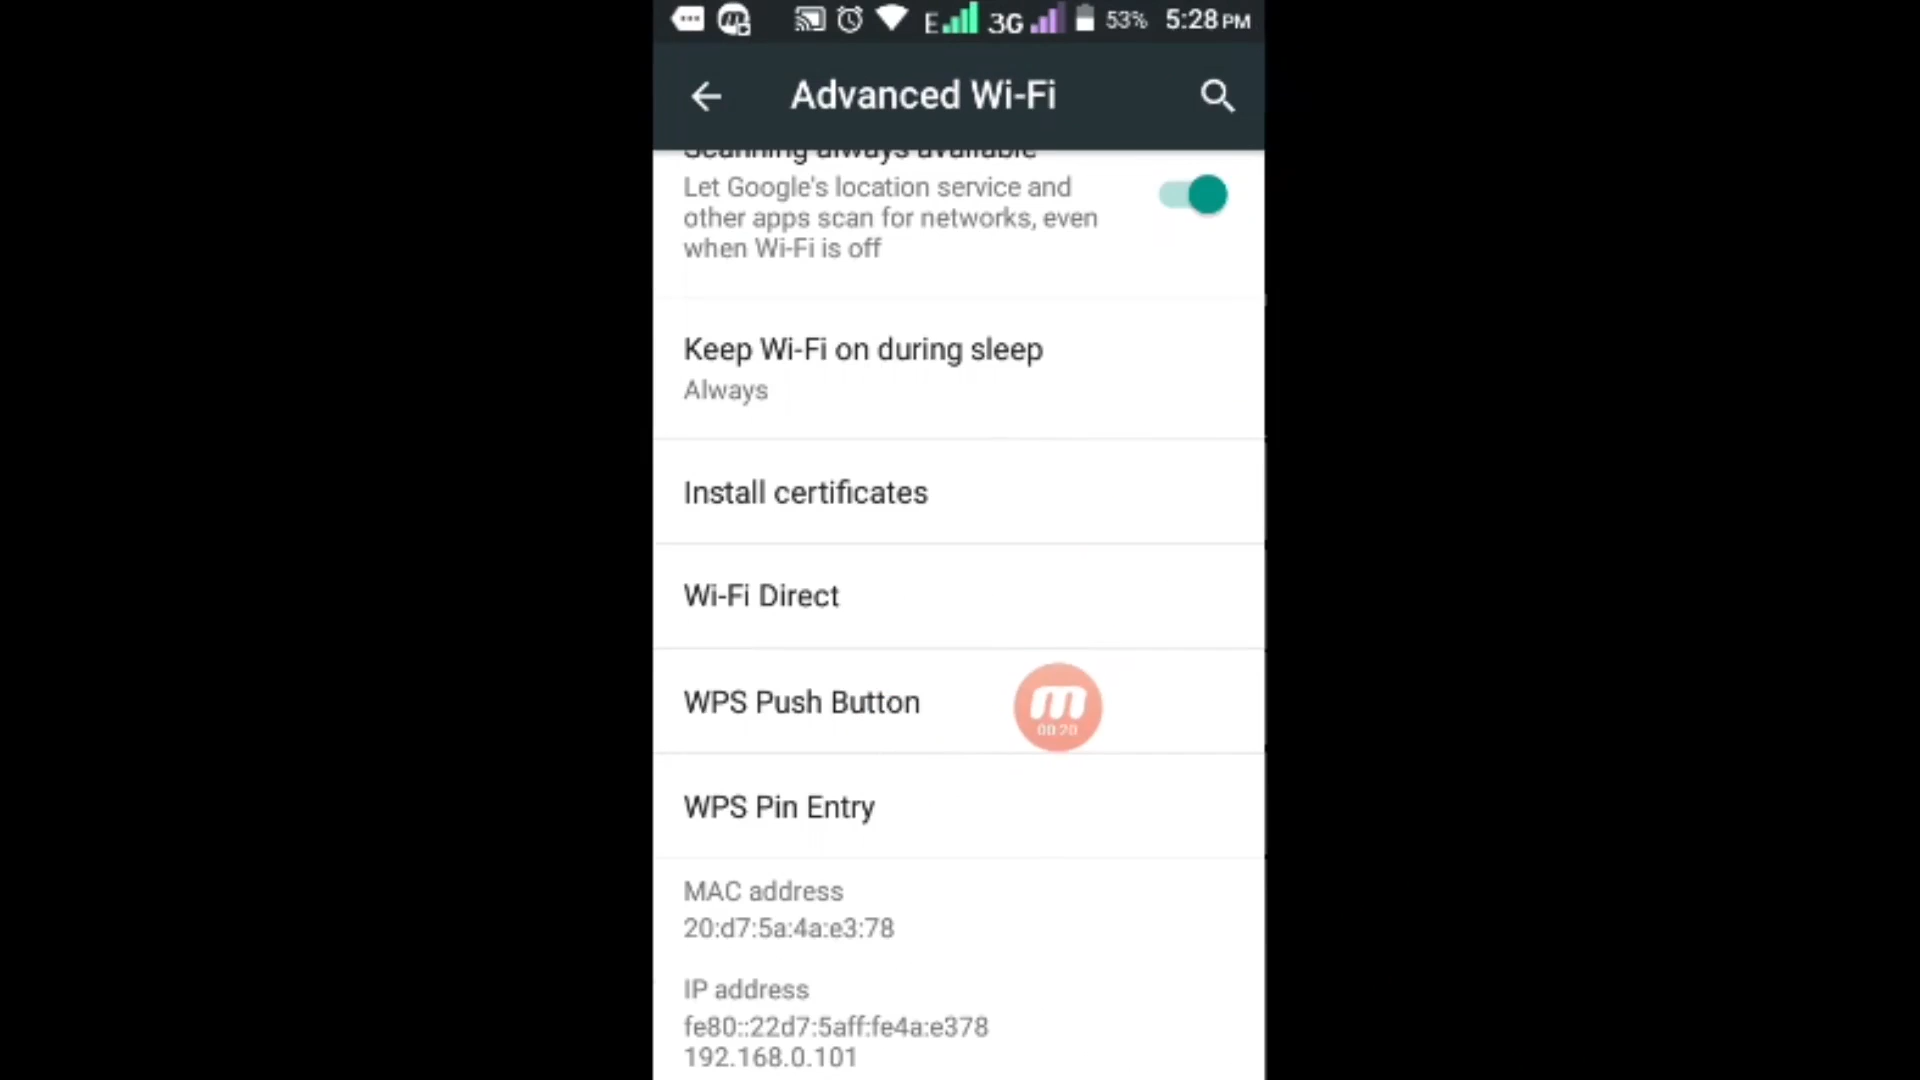 E 3G 53% 5:28 PM
Advanced Wi-Fi
Scanning always available
Let Google's location service and
other apps scan for networks, even
when Wi-Fi is off
Keep Wi-Fi on during sleep
Always
Install certificates
Wi-Fi Direct
WPS Push Button
m
00:20
WPS Pin Entry
MAC address
20:d7:5a:4a:e3:78
IP address
fe80::22d7:5aff:fe4a:e378
192.168.0.101